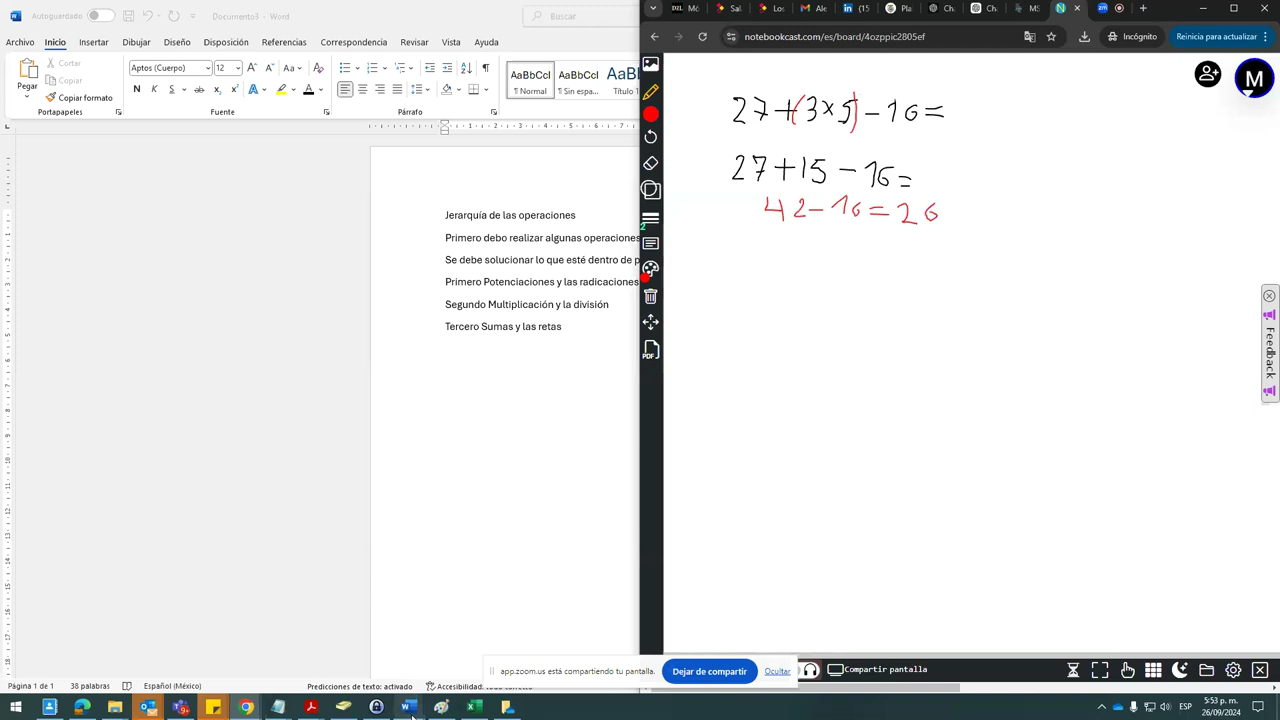 Autoguardado
Documento3 - Word
Buscar
Archivo Inicio Insertar Dibujar Diseño Disposición Referencias Correspondencia Revisar Vista Ayuda
Pegar
Cortar
Copiar
Copiar formato
Portapapeles
Aptos (Cuerpo)
12
N K S
Fuente
Párrafo
AaBbCcI
¶ Normal
AaBbCcI
¶ Sin espa...
AaBb
Título 1
Jerarquía de las operaciones
Primero debo realizar algunas operaciones
Se debe solucionar lo que esté dentro de p
Primero Potenciaciones y las radicaciones
Segundo Multiplicación y la división
Tercero Sumas y las retas
Página 1 de 1
38 palabras
Español (México)
Predicciones de texto: activado
notebookcast.com/es/board/4ozppic2805ef
Incógnito
Reinicia para actualizar
M
27+(3×5)-16=
27+15-16=
42-16=26
2
PDF
Feedback
app.zoom.us está compartiendo tu pantalla.
Dejar de compartir
Ocultar
Compartir pantalla
ESP
5:53 p. m.
26/09/2024